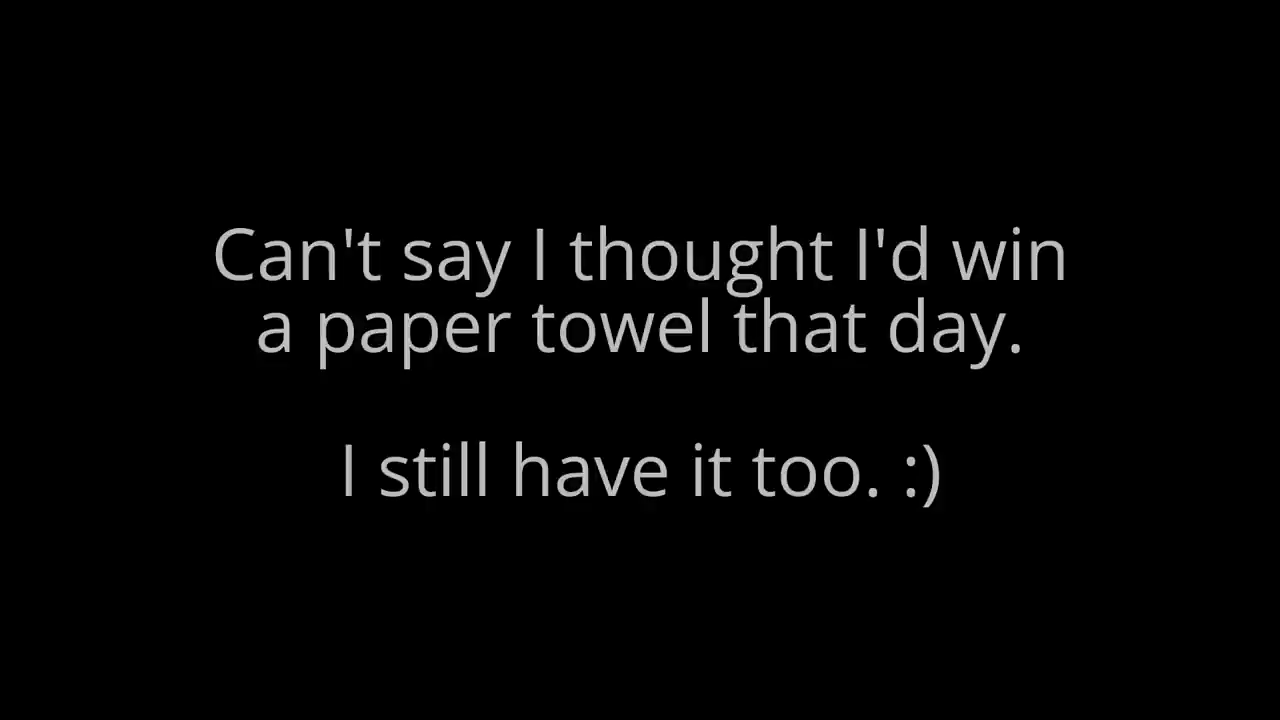 Can't say I thought I'd win
a paper towel that day.
I still have it too. :)